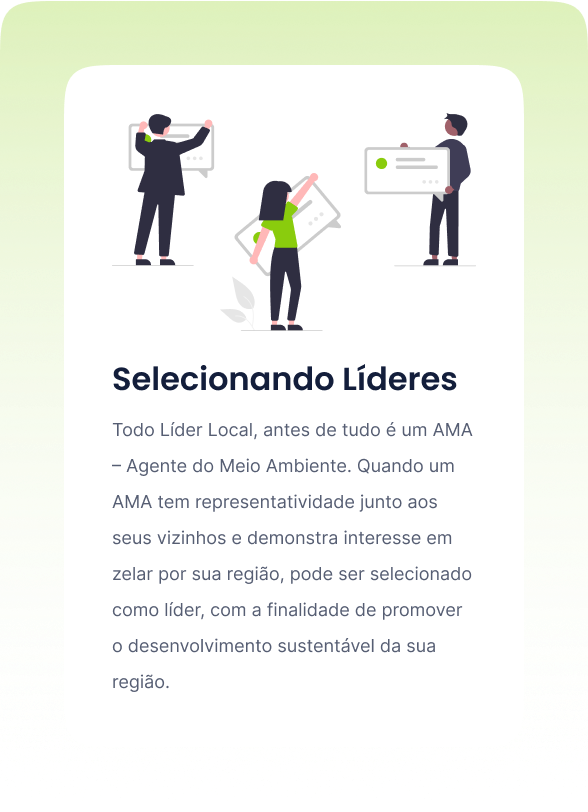 Selecionando Líderes
Todo Líder Local, antes de tudo é um AMA
– Agente do Meio Ambiente. Quando um
AMA tem representatividade junto aos
seus vizinhos e demonstra interesse em
zelar por sua região, pode ser selecionado
como líder, com a finalidade de promover
o desenvolvimento sustentável da sua
região.